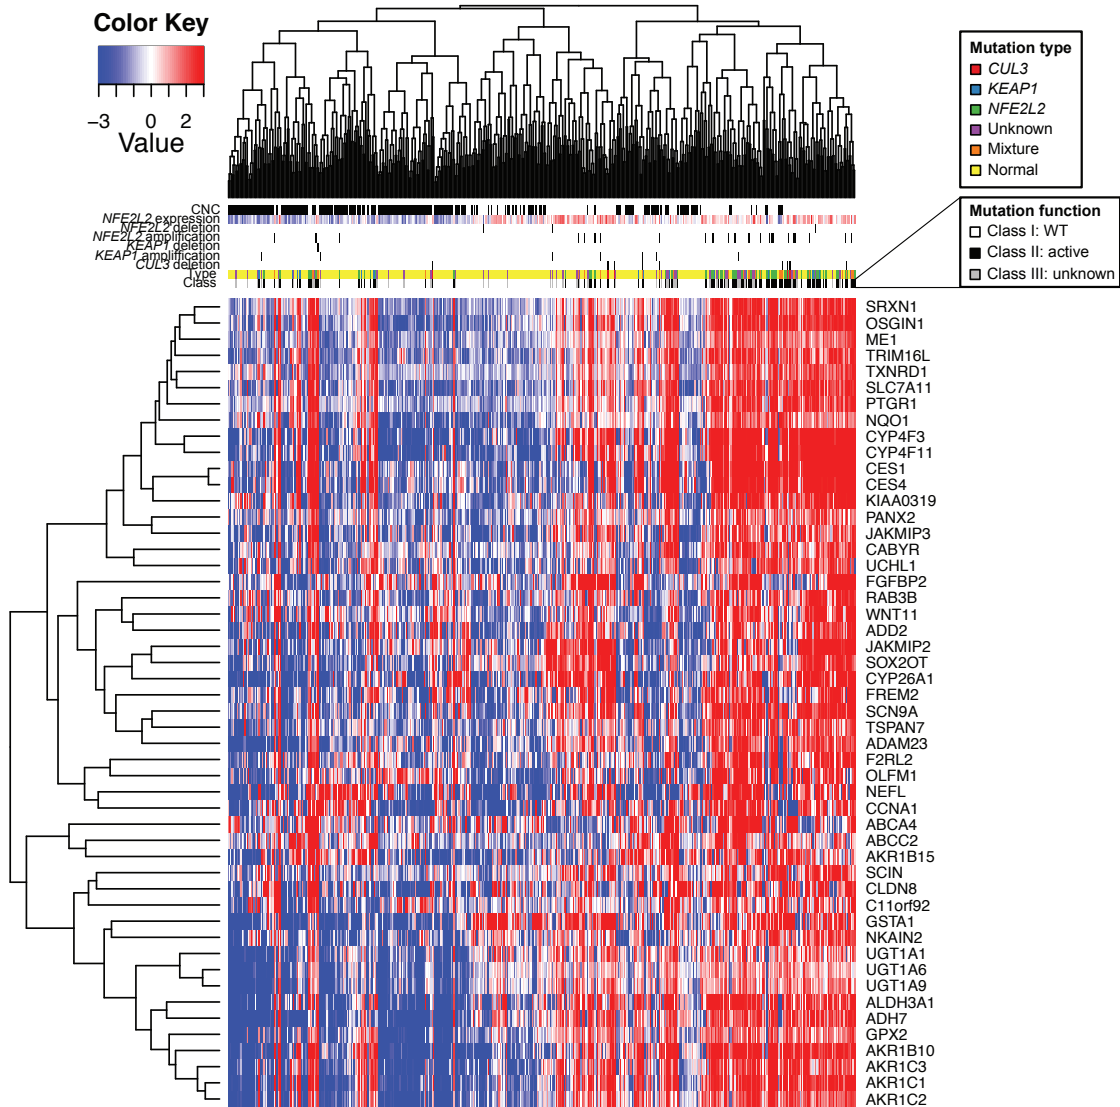 Color Key
−3 0 2
Value
Mutation type
CUL3
KEAP1
NFE2L2
Unknown
Mixture
Normal
Mutation function
Class I: WT
Class II: active
Class III: unknown
CNC
NFE2L2 expression
NFE2L2 deletion
NFE2L2 amplification
KEAP1 deletion
KEAP1 ampliffication
CUL3 deletion
Type
Class
SRXN1
OSGIN1
ME1
TRIM16L
TXNRD1
SLC7A11
PTGR1
NQO1
CYP4F3
CYP4F11
CES1
CES4
KIAA0319
PANX2
JAKMIP3
CABYR
UCHL1
FGFBP2
RAB3B
WNT11
ADD2
JAKMIP2
SOX2OT
CYP26A1
FREM2
SCN9A
TSPAN7
ADAM23
F2RL2
OLFM1
NEFL
CCNA1
ABCA4
ABCC2
AKR1B15
SCIN
CLDN8
C11orf92
GSTA1
NKAIN2
UGT1A1
UGT1A6
UGT1A9
ALDH3A1
ADH7
GPX2
AKR1B10
AKR1C3
AKR1C1
AKR1C2